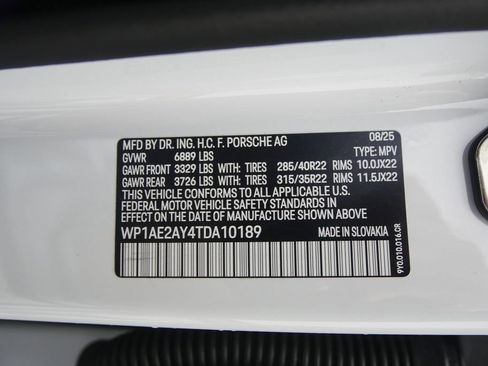 MFD BY DR. ING. H.C. F. PORSCHE AG 08/25
GVWR 6889 LBS TYPE: MPV
GAWR FRONT 3329 LBS WITH: TIRES 285/40R22 RIMS 10.0JX22
GAWR REAR 3726 LBS WITH: TIRES 315/35R22 RIMS 11.5JX22
THIS VEHICLE CONFORMS TO ALL APPLICABLE U.S.
FEDERAL MOTOR VEHICLE SAFETY STANDARDS IN
EFFECT ON THE DATE OF MANUFACTURE SHOWN ABOVE
WP1AE2AY4TDA10189 MADE IN SLOVAKIA
9Y0.010.016.CR